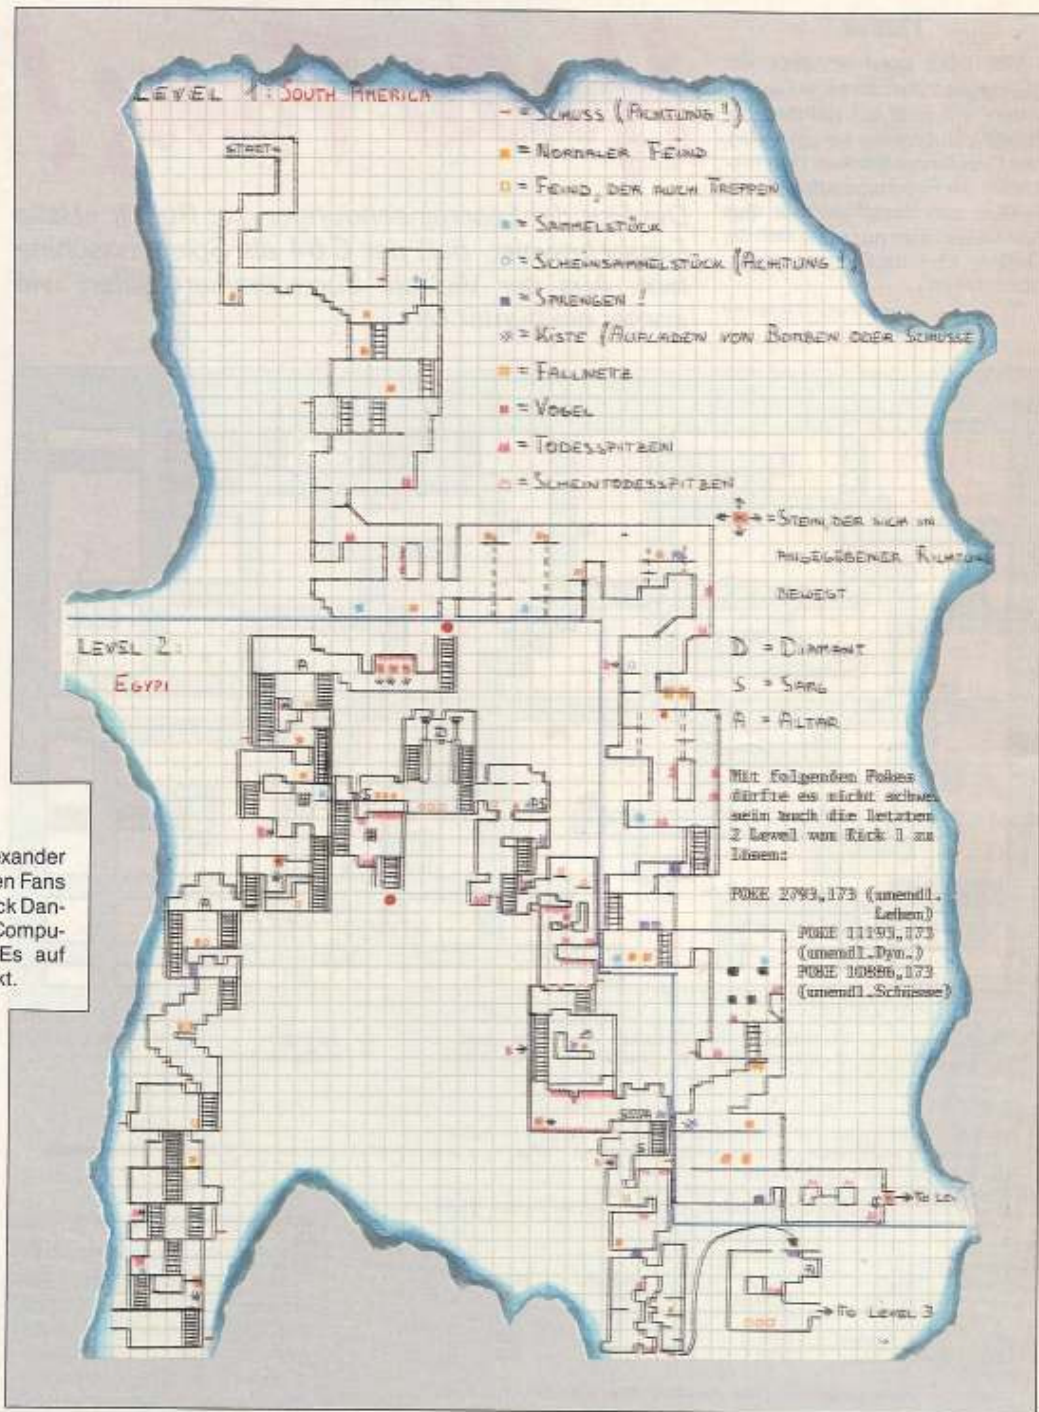 LEVEL 1: SOUTH AMERICA
START
- = SCHUSS (ACHTUNG!!)
= NORMALER FEIND
= FEIND, DER AUCH TREPPEN
= SAMMELSTÜCK
= SCHEINSAMMELSTÜCK (ACHTUNG!)
= SPRENGEN!
= KISTE (AUFLADEN VON BOMBEN ODER SCHÜSSE)
= FALLNETZ
= VOGEL
= TODESSPITZEN
= SCHEINTODESSPITZEN
= STEIN, DER SICH IN
ANGEGEBENER RICHTUNG
BEWEGT
D = DIAMANT
S = SARG
A = ALTAR
LEVEL 2:
EGYPT
A
D
S
A
S
Mit folgenden Pokes
dürfte es nicht schwer
sein auch die letzten
2 Level von Rick 1 zu
lösen:
POKE 2793,173 (unendl.
Leben)
POKE 11193,173
(unendl.Dyn.)
POKE 10886,173
(unendl.Schüsse)
exander
en Fans
ck Dan-
Compu-
Es auf
kt.
→ TO LE
→ TO LEVEL 3